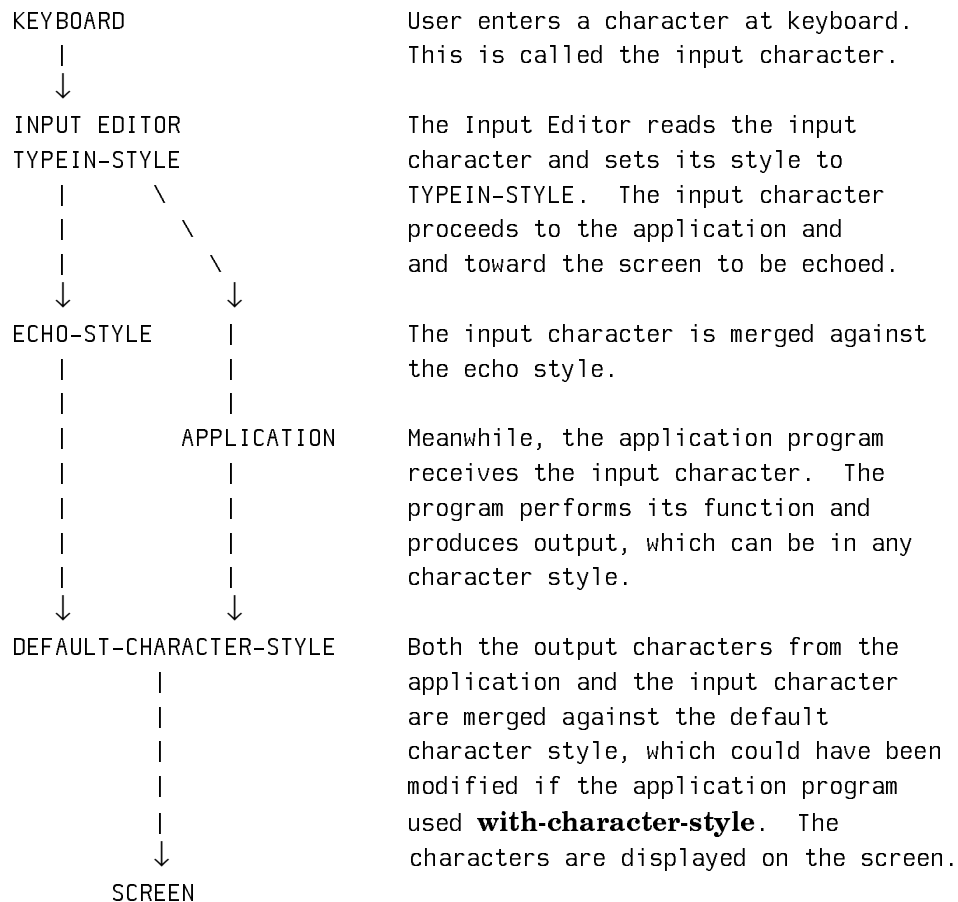 KEYBOARD User enters a character at keyboard.
| This is called the input character.
↓
INPUT EDITOR The Input Editor reads the input
TYPEIN-STYLE character and sets its style to
| \ TYPEIN-STYLE. The input character
| \ proceeds to the application and
| \ and toward the screen to be echoed.
↓ ↓
ECHO-STYLE | The input character is merged against
| | the echo style.
| |
| APPLICATION Meanwhile, the application program
| | receives the input character. The
| | program performs its function and
| | produces output, which can be in any
| | character style.
↓ ↓
DEFAULT-CHARACTER-STYLE Both the output characters from the
| application and the input character
| are merged against the default
| character style, which could have been
| modified if the application program
| used with-character-style. The
↓ characters are displayed on the screen.
SCREEN